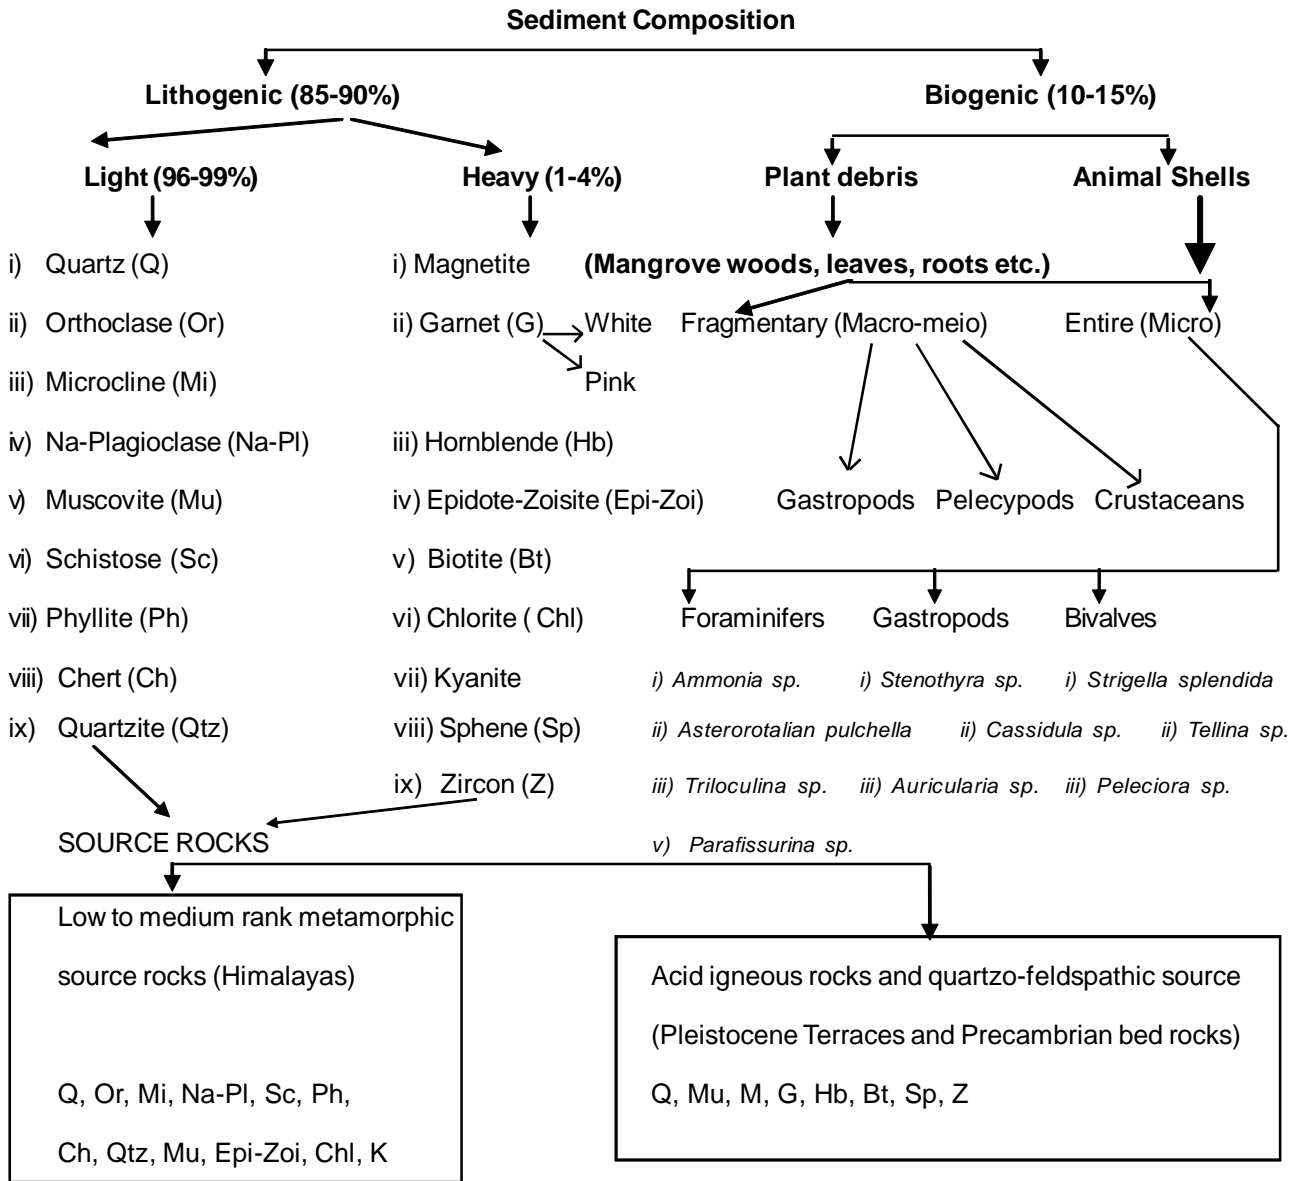 Sediment Composition
Lithogenic (85-90%) Biogenic (10-15%)
Light (96-99%) Heavy (1-4%) Plant debris Animal Shells
i) Quartz (Q) i) Magnetite (Mangrove woods, leaves, roots etc.)
ii) Orthoclase (Or) ii) Garnet (G) White Fragmentary (Macro-meio) Entire (Micro)
iii) Microcline (Mi) Pink
iv) Na-Plagioclase (Na-Pl) iii) Hornblende (Hb)
v) Muscovite (Mu) iv) Epidote-Zoisite (Epi-Zoi) Gastropods Pelecypods Crustaceans
vi) Schistose (Sc) v) Biotite (Bt)
vii) Phyllite (Ph) vi) Chlorite ( Chl) Foraminifers Gastropods Bivalves
viii) Chert (Ch) vii) Kyanite i) Ammonia sp. i) Stenothyra sp. i) Strigella splendida
ix) Quartzite (Qtz) viii) Sphene (Sp) ii) Asterorotalian pulchella ii) Cassidula sp. ii) Tellina sp.
ix) Zircon (Z) iii) Triloculina sp. iii) Auricularia sp. iii) Peleciora sp.
SOURCE ROCKS v) Parafissurina sp.
Low to medium rank metamorphic
source rocks (Himalayas)
Q, Or, Mi, Na-Pl, Sc, Ph,
Ch, Qtz, Mu, Epi-Zoi, Chl, K
Acid igneous rocks and quartzo-feldspathic source
(Pleistocene Terraces and Precambrian bed rocks)
Q, Mu, M, G, Hb, Bt, Sp, Z